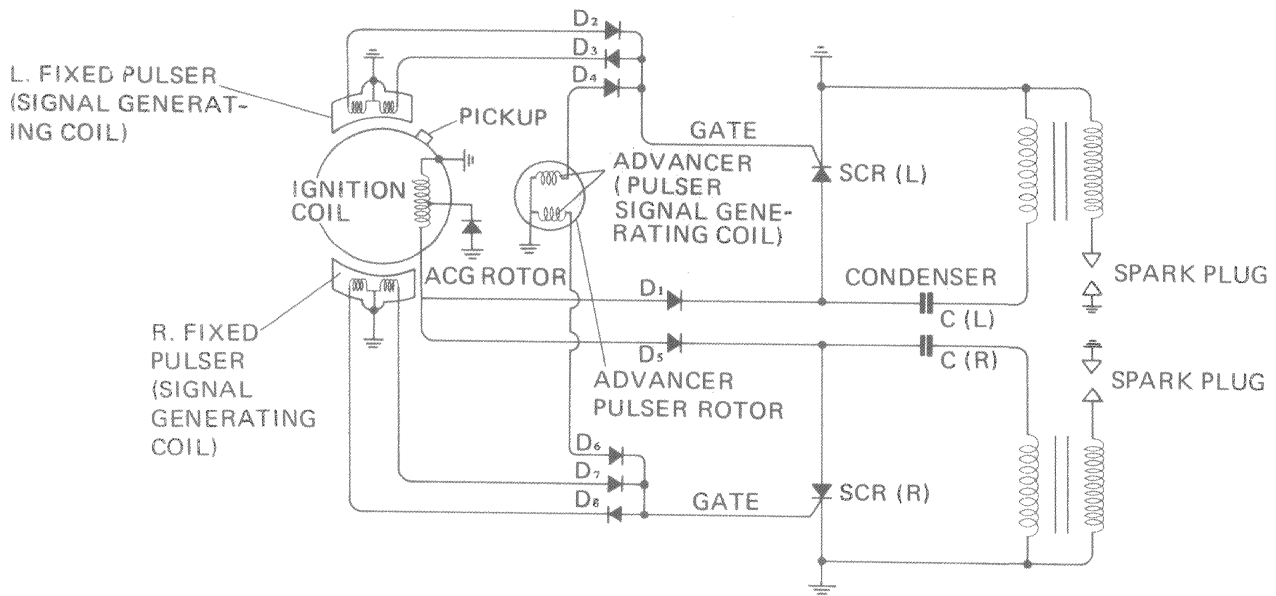 D₂
D₃
D₄
L. FIXED PULSER
(SIGNAL GENERAT-
ING COIL)
PICKUP
GATE
IGNITION
COIL
ADVANCER
(PULSER
SIGNAL GENE-
RATING COIL)
SCR (L)
ACG ROTOR
D₁
CONDENSER
C (L)
SPARK PLUG
R. FIXED
PULSER
(SIGNAL
GENERATING
COIL)
D₅
C (R)
SPARK PLUG
ADVANCER
PULSER ROTOR
D₆
D₇
D₈
GATE
SCR (R)